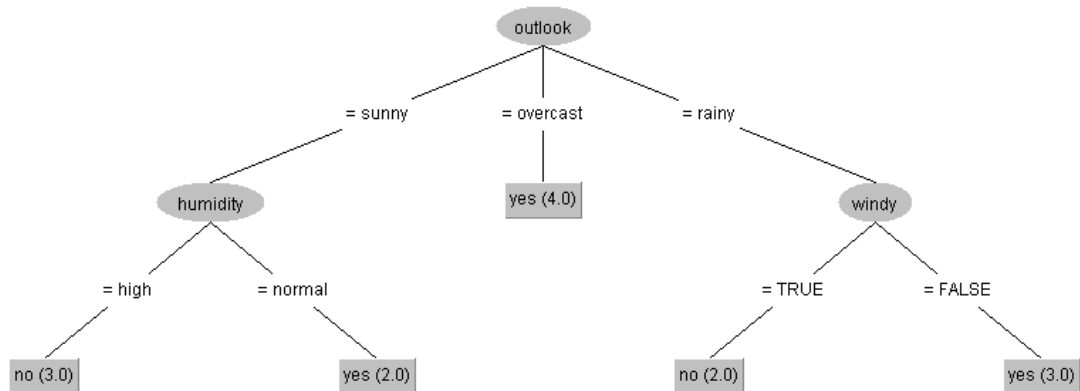 outlook
= sunny
= overcast
= rainy
humidity
yes (4.0)
windy
= high
= normal
= TRUE
= FALSE
no (3.0)
yes (2.0)
no (2.0)
yes (3.0)